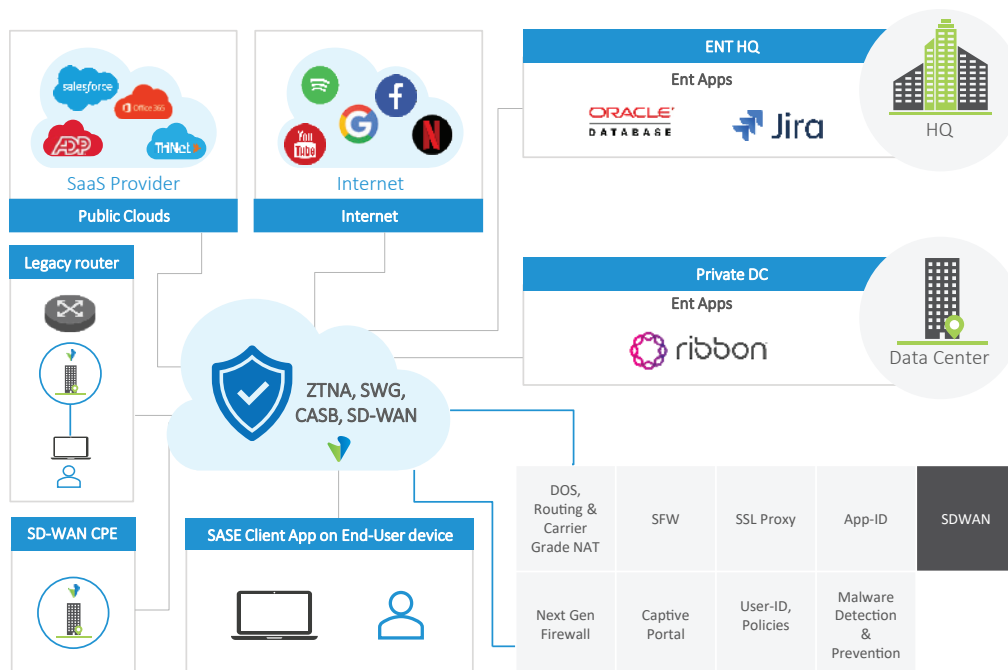 salesforce
Office 365
ADP
TriNet
SaaS Provider
Public Clouds
You
Tube
Internet
Internet
ENT HQ
Ent Apps
ORACLE
DATABASE
Jira
HQ
Legacy router
Private DC
Ent Apps
ribbon
Data Center
ZTNA, SWG,
CASB, SD-WAN
SD-WAN CPE
SASE Client App on End-User device
DOS,
Routing &
Carrier
Grade NAT
SFW
SSL Proxy
App-ID
SDWAN
Next Gen
Firewall
Captive
Portal
User-ID,
Policies
Malware
Detection
&
Prevention